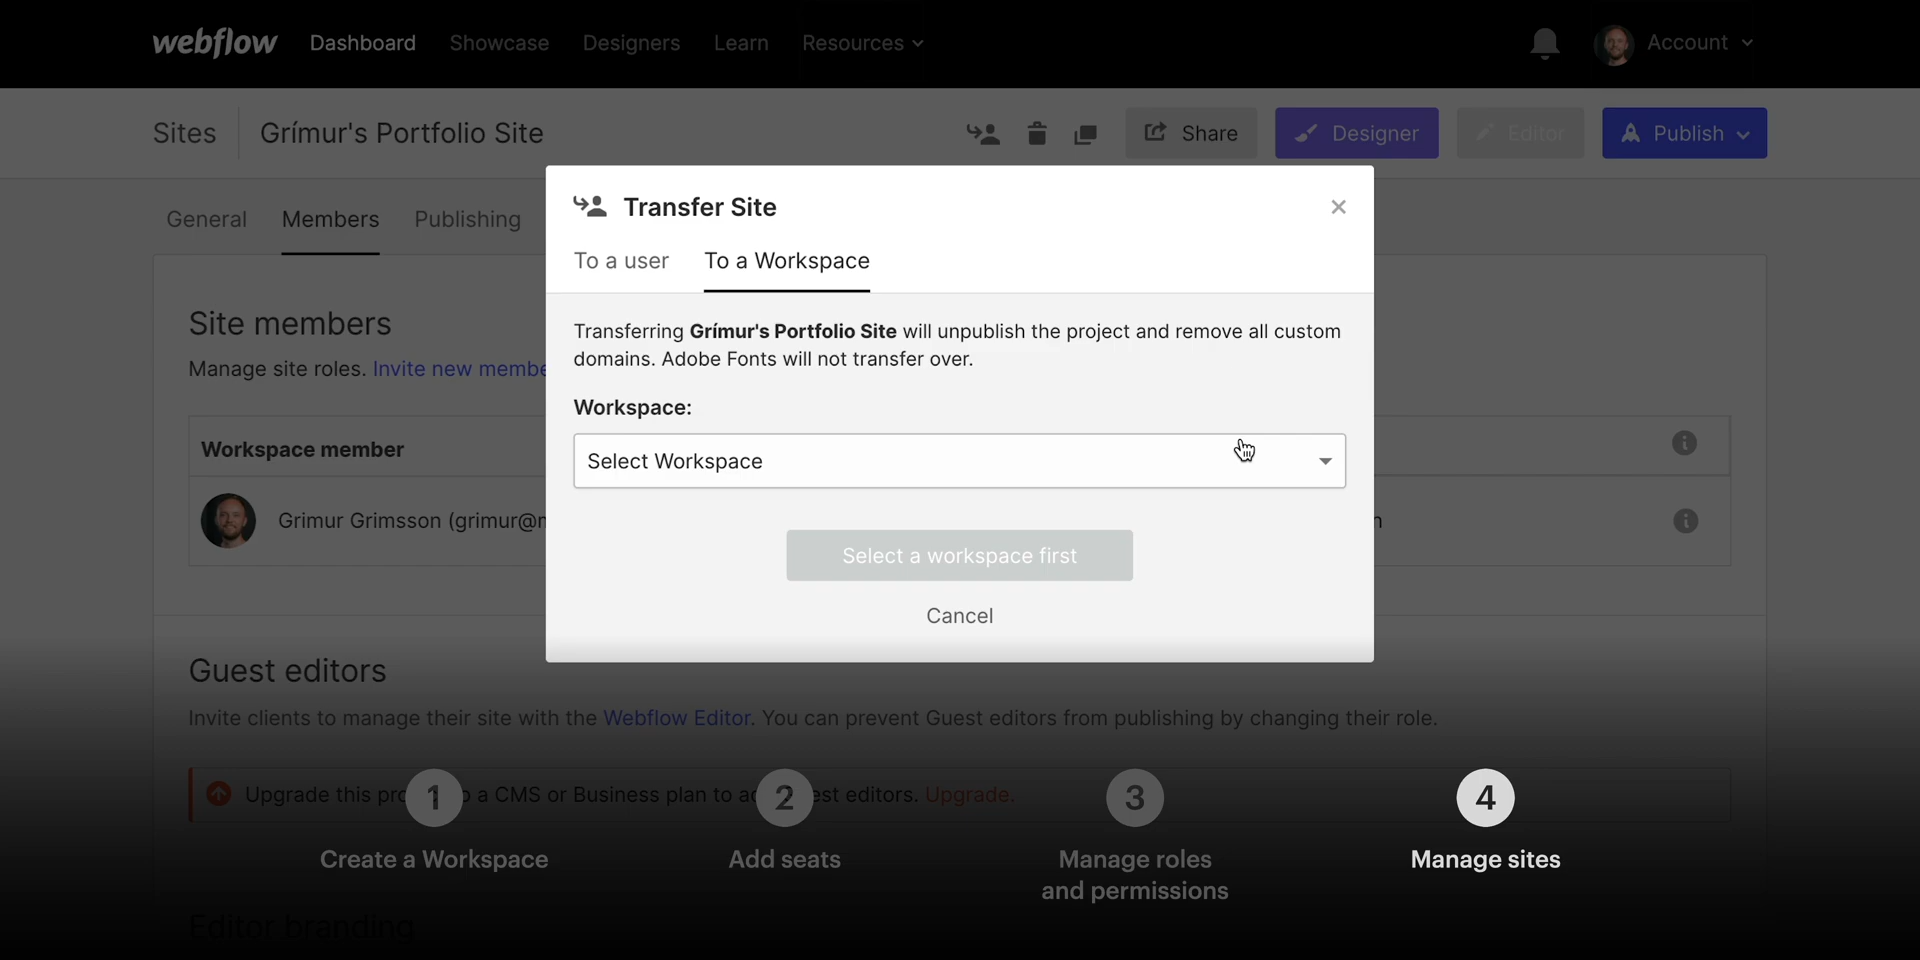 webflow Dashboard Showcase Designers Learn Resources Account
Sites Grímur's Portfolio Site Share Designer Editor Publish
General Members Publishing
Transfer Site
To a user To a Workspace
Transferring Grímur's Portfolio Site will unpublish the project and remove all custom
domains. Adobe Fonts will not transfer over.
Workspace:
Select Workspace
Select a workspace first
Cancel
Site members
Manage site roles. Invite new membe
Workspace member
Grimur Grimsson (grimur@
Guest editors
Invite clients to manage their site with the Webflow Editor. You can prevent Guest editors from publishing by changing their role.
Upgrade this a CMS or Business plan to editors. Upgrade.
1 2 3 4
Create a Workspace Add seats Manage roles Manage sites
and permissions
Editor branding